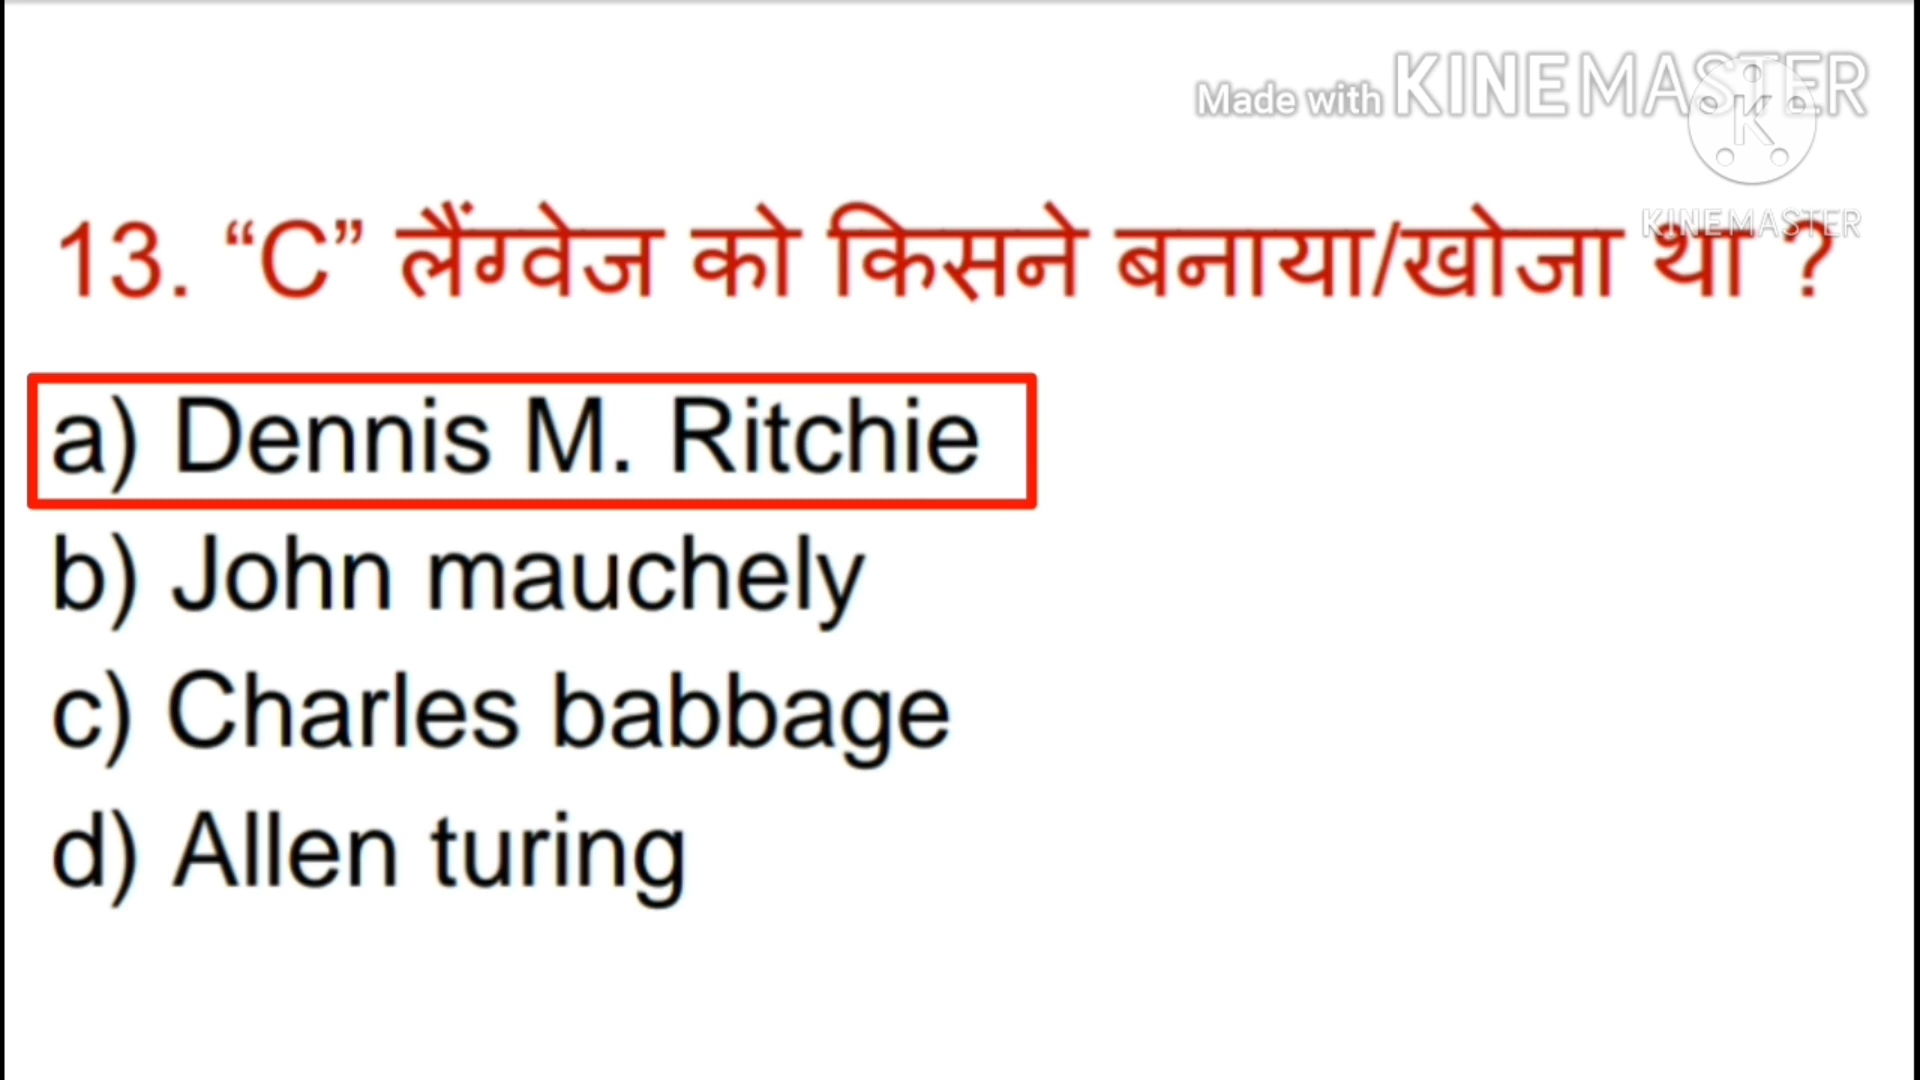 Made with KINEMASTER
KINEMASTER
13. “C” लैंग्वेज को किसने बनाया/खोजा था ?
a) Dennis M. Ritchie
b) John mauchely
c) Charles babbage
d) Allen turing